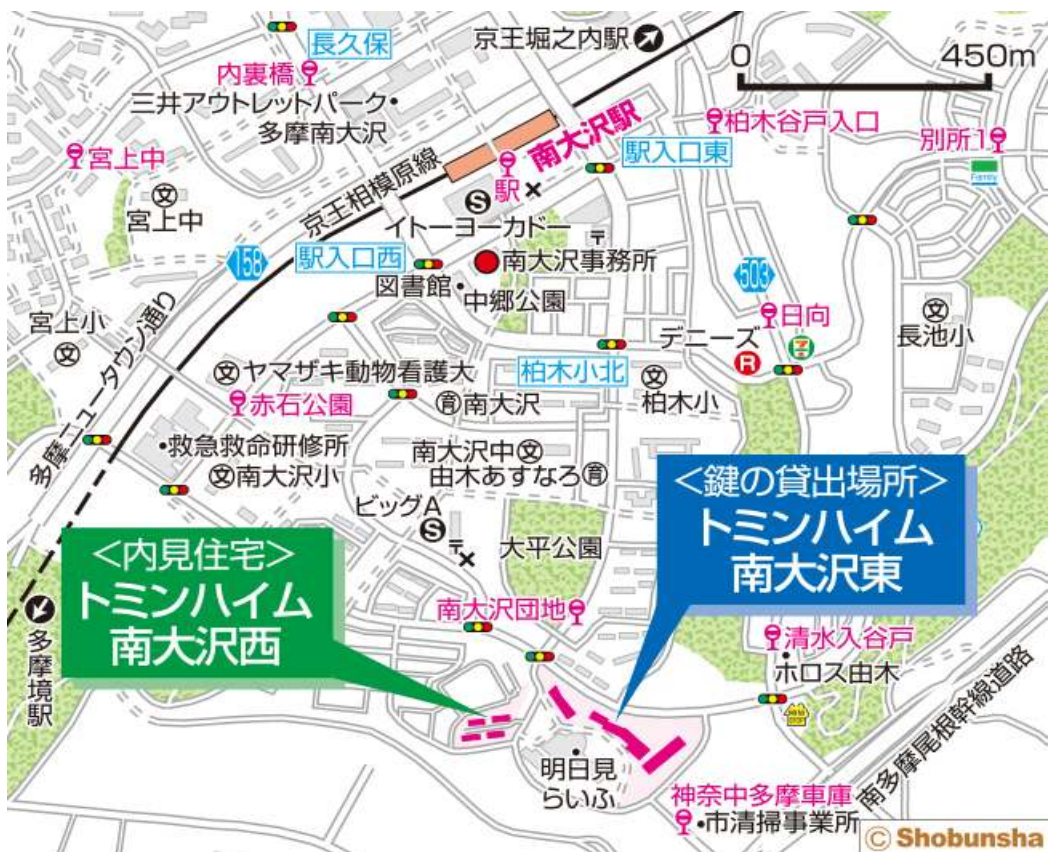 長久保
京王堀之内駅
0 450m
内裏橋
三井アウトレットパーク・
多摩南大沢
宮上中
宮上中
京王相模原線
南大沢駅
駅
駅入口東
柏木谷戸入口
別所1
Family
S
イトーヨーカドー
〒
158
駅入口西
南大沢事務所
図書館・
中郷公園
503
日向
デニーズ
R
7
文
長池小
宮上小
文
多摩ニュータウン通り
文ヤマザキ動物看護大
赤石公園
柏木小北
文
柏木小
育南大沢
・救急救命研修所
文南大沢小
南大沢中文
由木あすなろ育
ビッグA
S
〒
大平公園
<内見住宅>
トミンハイム
南大沢西
<鍵の貸出場所>
トミンハイム
南大沢東
南大沢団地
清水入谷戸
ホロス由木
多摩境駅
明日見
らいふ
南多摩尾根幹線道路
神奈中多摩車庫
・市清掃事業所
© Shobunsha